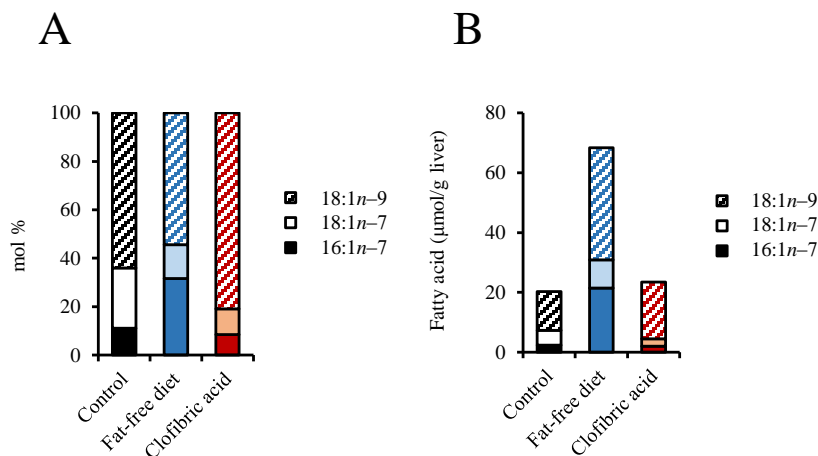 A
mol %
100
80
60
40
20
0
Control
Fat-free diet
Clofibric acid
18:1n–9
18:1n–7
16:1n–7
B
Fatty acid (μmol/g liver)
80
60
40
20
0
Control
Fat-free diet
Clofibric acid
18:1n–9
18:1n–7
16:1n–7